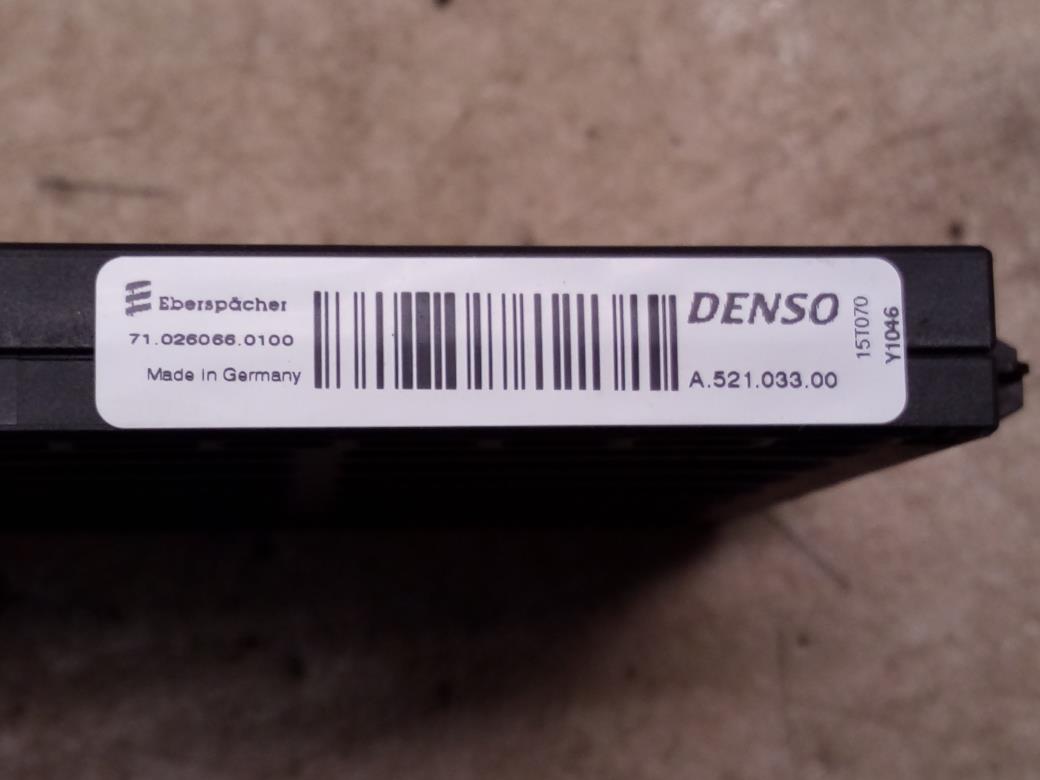 Eberspächer
71.026066.0100
Made in Germany
DENSO
A.521.033.00
15T070
Y1046